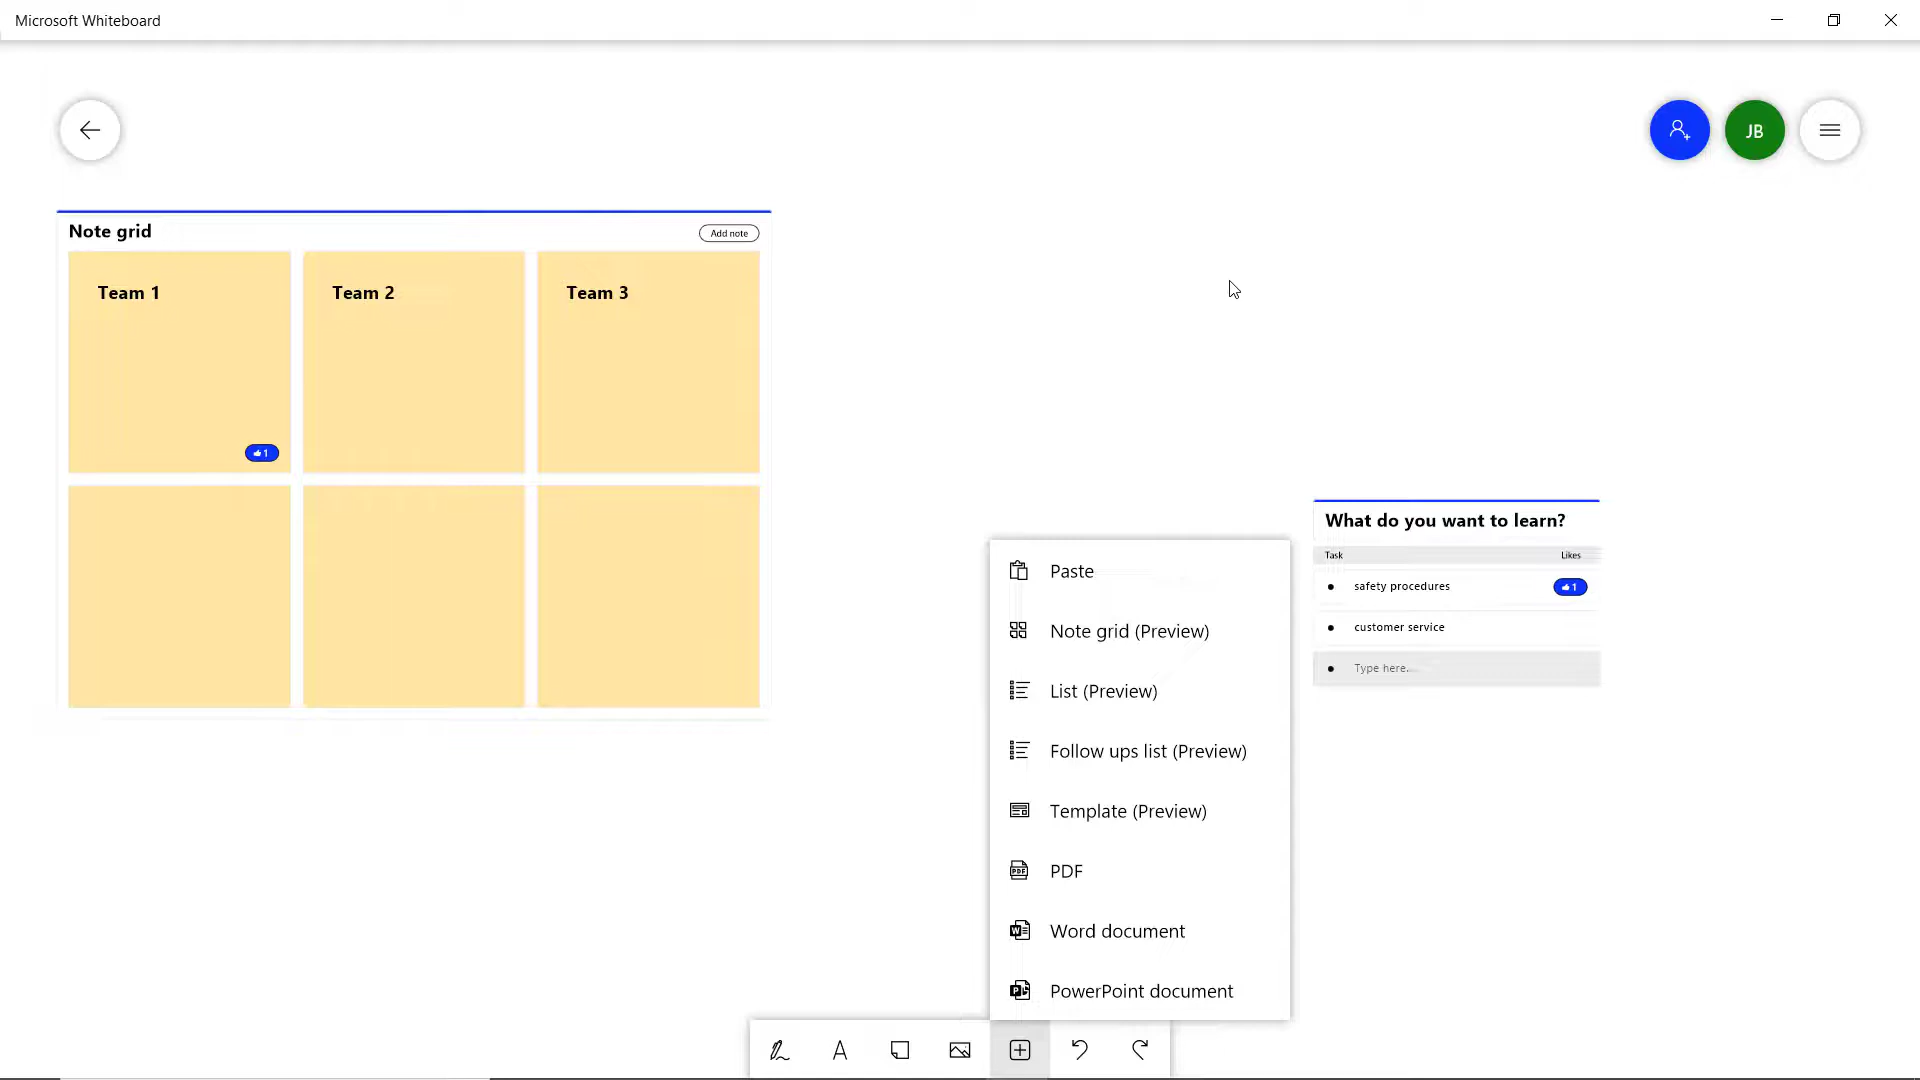 Microsoft Whiteboard
JB
Note grid
Add note
Team 1
Team 2
Team 3
1
What do you want to learn?
Task Likes
safety procedures 1
customer service
Type here...
Paste
Note grid (Preview)
List (Preview)
Follow ups list (Preview)
Template (Preview)
PDF
Word document
PowerPoint document